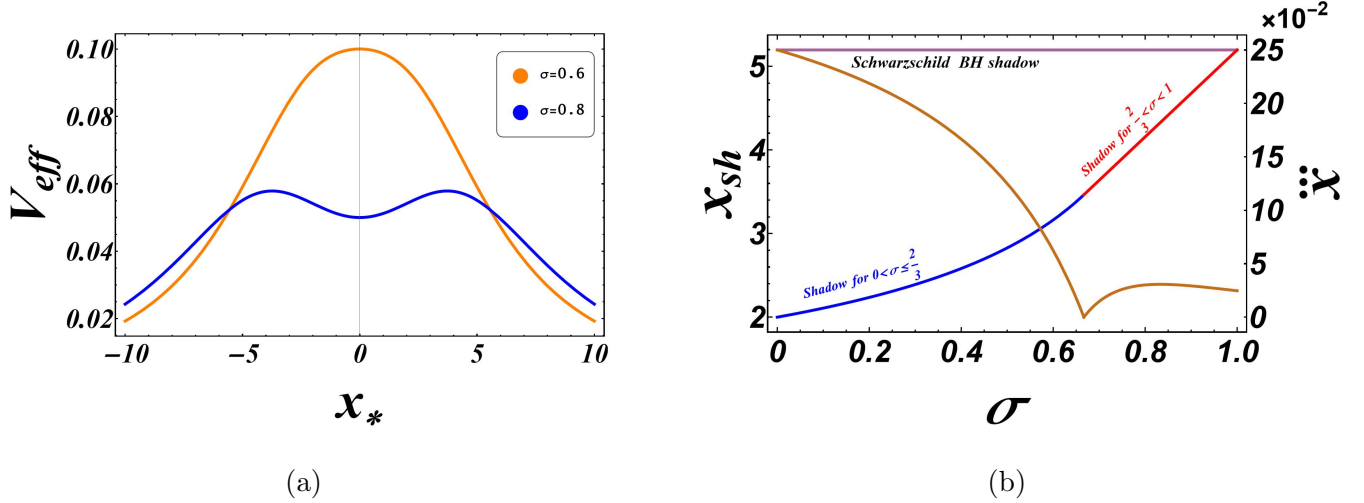 V_eff
0.10
0.08
0.06
0.04
0.02
σ=0.6
σ=0.8
−10
−5
0
5
10
x_*
(a)
×10⁻²
x_sh
5
4
3
2
Schwarzschild BH shadow
Shadow for 2/3<σ<1
Shadow for 0<σ≤2/3
25
20
15
10
5
0
ẍ̇
0
0.2
0.4
0.6
0.8
1.0
σ
(b)